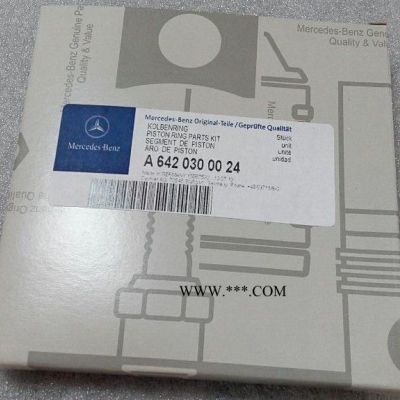 Mercedes-Benz
Genuine Parts
Quality
& Value
Mercedes-Benz
Quality
& Value
Mercedes-Benz
Mercedes-Benz Original-Teile/Geprüfte Qualität
KOLBENRING
PISTON RING PARTS KIT
SEGMENT DE PISTON
ARO DE PISTON
Stück
unit
unité
unidad
A 642 030 00 24
WWW.***.COM